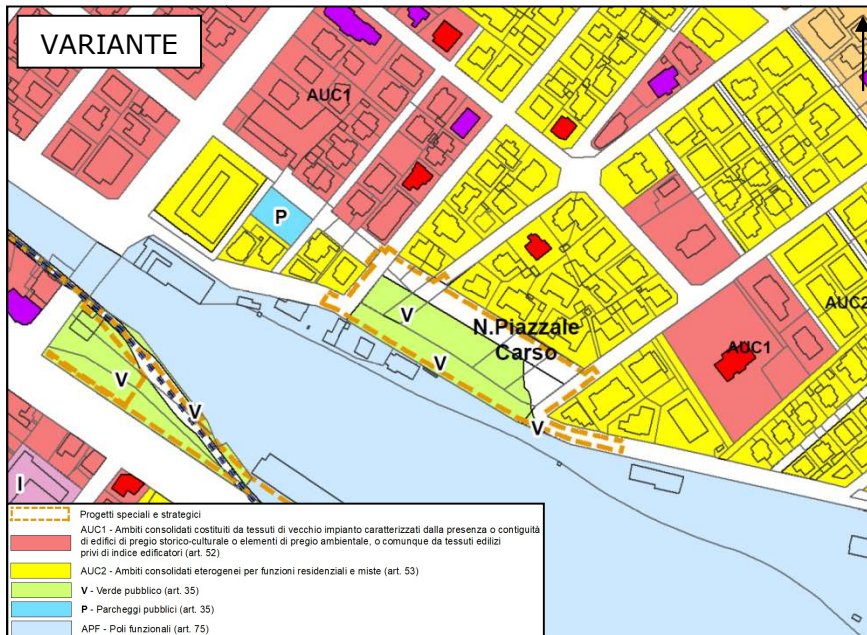 VARIANTE
AUC1
P
V
N.Piazzale
Carso
V
AUC2
AUC1
V
V
V
I
Progetti speciali e strategici
AUC1 - Ambiti consolidati costituiti da tessuti di vecchio impianto caratterizzati dalla presenza o contiguità
di edifici di pregio storico-culturale o elementi di pregio ambientale, o comunque da tessuti edilizi
privi di indice edificatori (art. 52)
AUC2 - Ambiti consolidati eterogenei per funzioni residenziali e miste (art. 53)
V - Verde pubblico (art. 35)
P - Parcheggi pubblici (art. 35)
APF - Poli funzionali (art. 75)